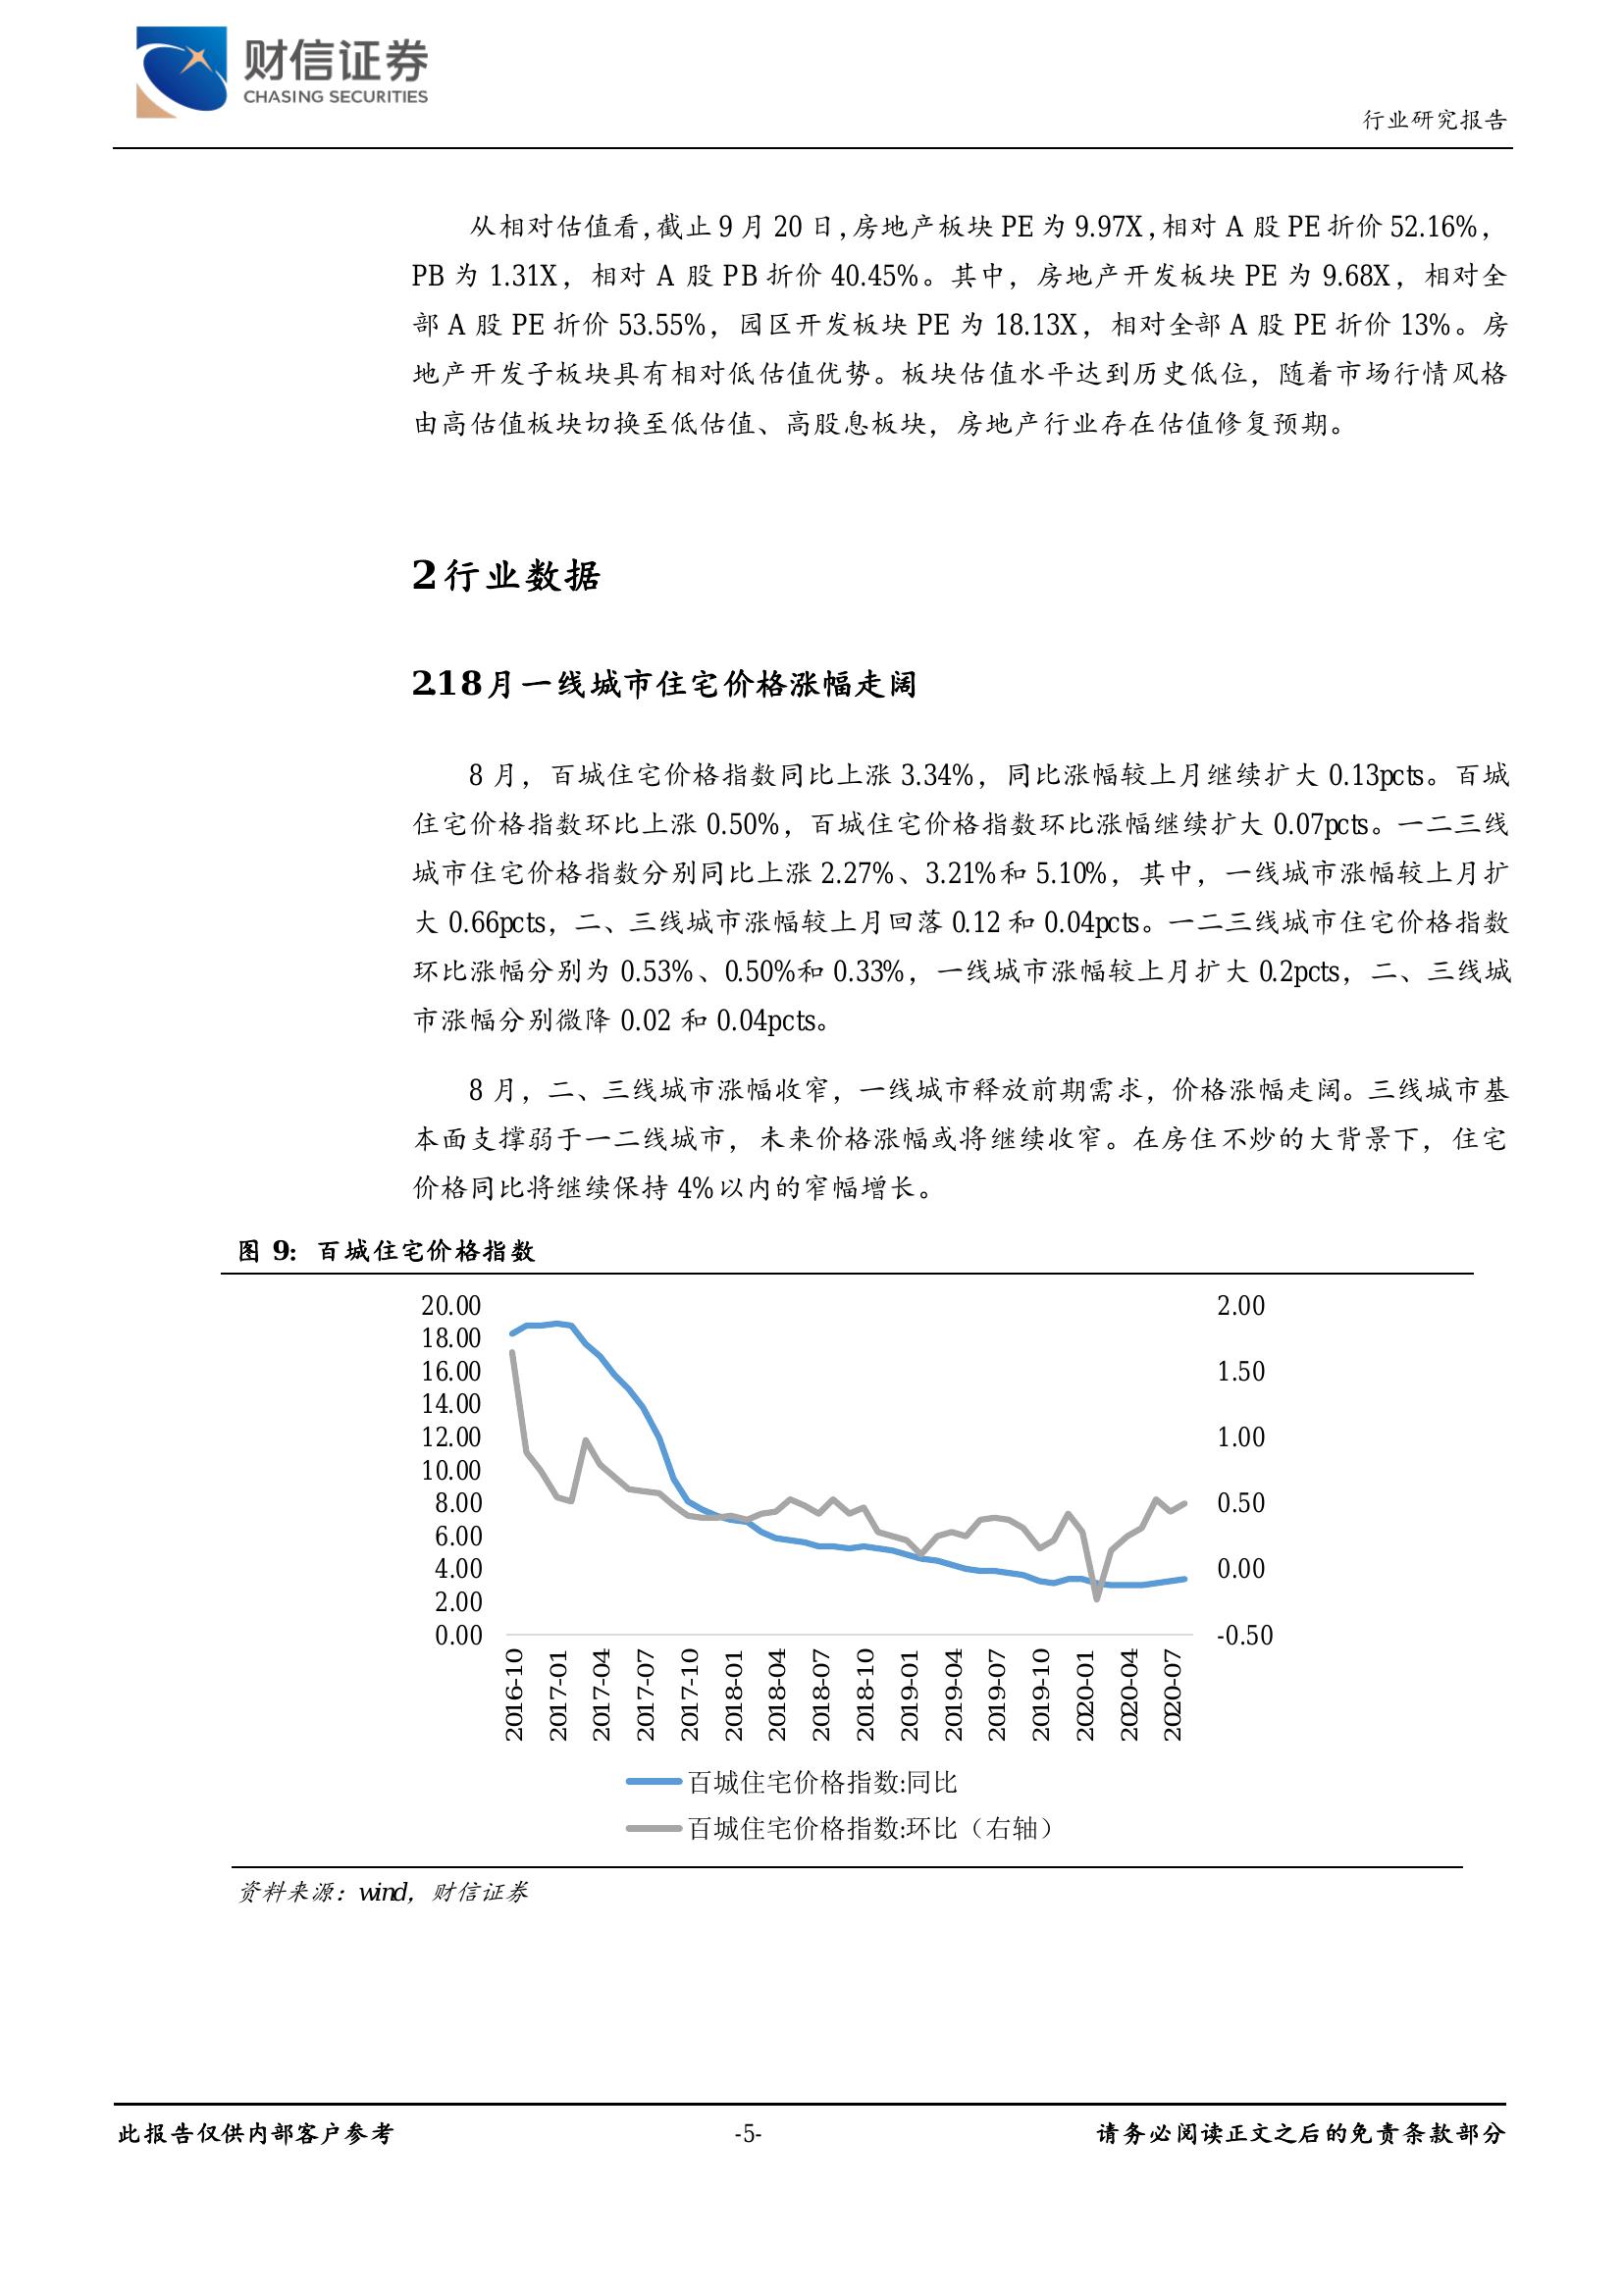 财信证券
CHASING SECURITIES
行业研究报告
从相对估值看，截止 9 月 20 日，房地产板块 PE 为 9.97X，相对 A 股 PE 折价 52.16%，
PB 为 1.31X，相对 A 股 PB 折价 40.45%。其中，房地产开发板块 PE 为 9.68X，相对全
部 A 股 PE 折价 53.55%，园区开发板块 PE 为 18.13X，相对全部 A 股 PE 折价 13%。房
地产开发子板块具有相对低估值优势。板块估值水平达到历史低位，随着市场行情风格
由高估值板块切换至低估值、高股息板块，房地产行业存在估值修复预期。
2 行业数据
2.1 8 月一线城市住宅价格涨幅走阔
8 月，百城住宅价格指数同比上涨 3.34%，同比涨幅较上月继续扩大 0.13pcts。百城
住宅价格指数环比上涨 0.50%，百城住宅价格指数环比涨幅继续扩大 0.07pcts。一二三线
城市住宅价格指数分别同比上涨 2.27%、3.21%和 5.10%，其中，一线城市涨幅较上月扩
大 0.66pcts，二、三线城市涨幅较上月回落 0.12 和 0.04pcts。一二三线城市住宅价格指数
环比涨幅分别为 0.53%、0.50%和 0.33%，一线城市涨幅较上月扩大 0.2pcts，二、三线城
市涨幅分别微降 0.02 和 0.04pcts。
8 月，二、三线城市涨幅收窄，一线城市释放前期需求，价格涨幅走阔。三线城市基
本面支撑弱于一二线城市，未来价格涨幅或将继续收窄。在房住不炒的大背景下，住宅
价格同比将继续保持 4%以内的窄幅增长。
图 9：百城住宅价格指数
20.00
18.00
16.00
14.00
12.00
10.00
8.00
6.00
4.00
2.00
0.00
2.00
1.50
1.00
0.50
0.00
-0.50
2016-10
2017-01
2017-04
2017-07
2017-10
2018-01
2018-04
2018-07
2018-10
2019-01
2019-04
2019-07
2019-10
2020-01
2020-04
2020-07
百城住宅价格指数:同比
百城住宅价格指数:环比（右轴）
资料来源：wind，财信证券
此报告仅供内部客户参考
-5-
请务必阅读正文之后的免责条款部分